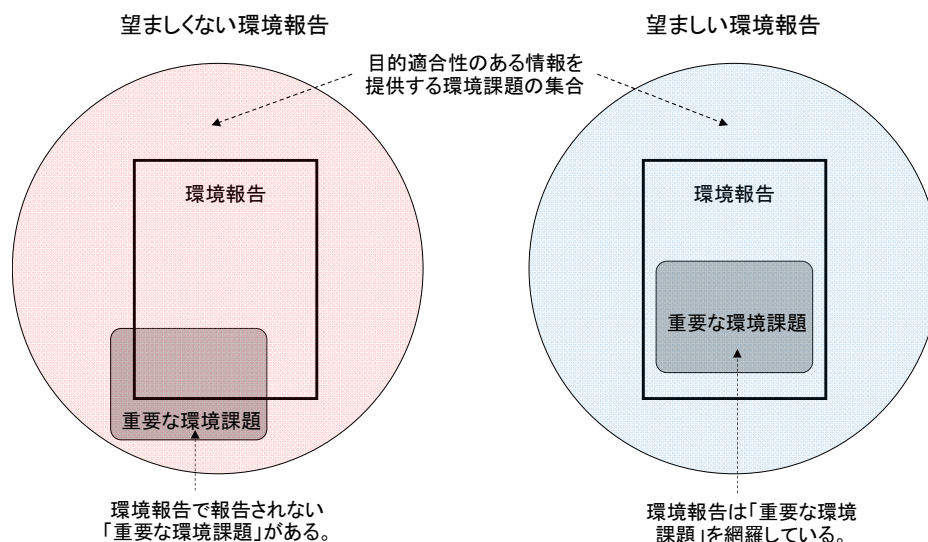 望ましくない環境報告
望ましい環境報告
目的適合性のある情報を
提供する環境課題の集合
環境報告
環境報告
重要な環境課題
重要な環境課題
環境報告で報告されない
「重要な環境課題」がある。
環境報告は「重要な環境
課題」を網羅している。